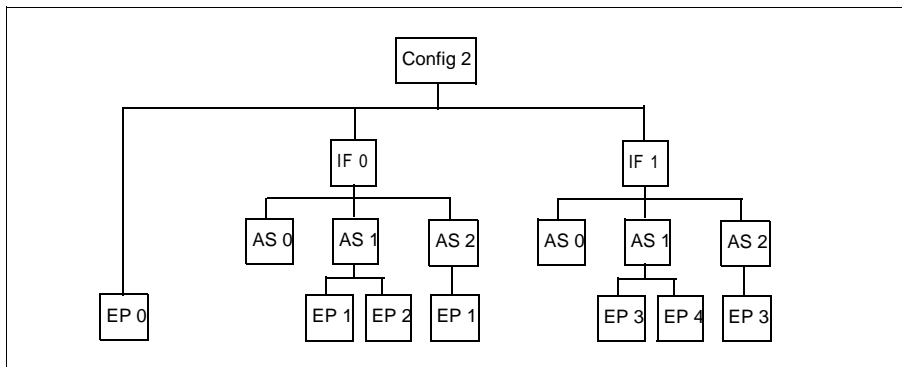 Config 2
IF 0
IF 1
AS 0
AS 1
AS 2
AS 0
AS 1
AS 2
EP 0
EP 1
EP 2
EP 1
EP 3
EP 4
EP 3